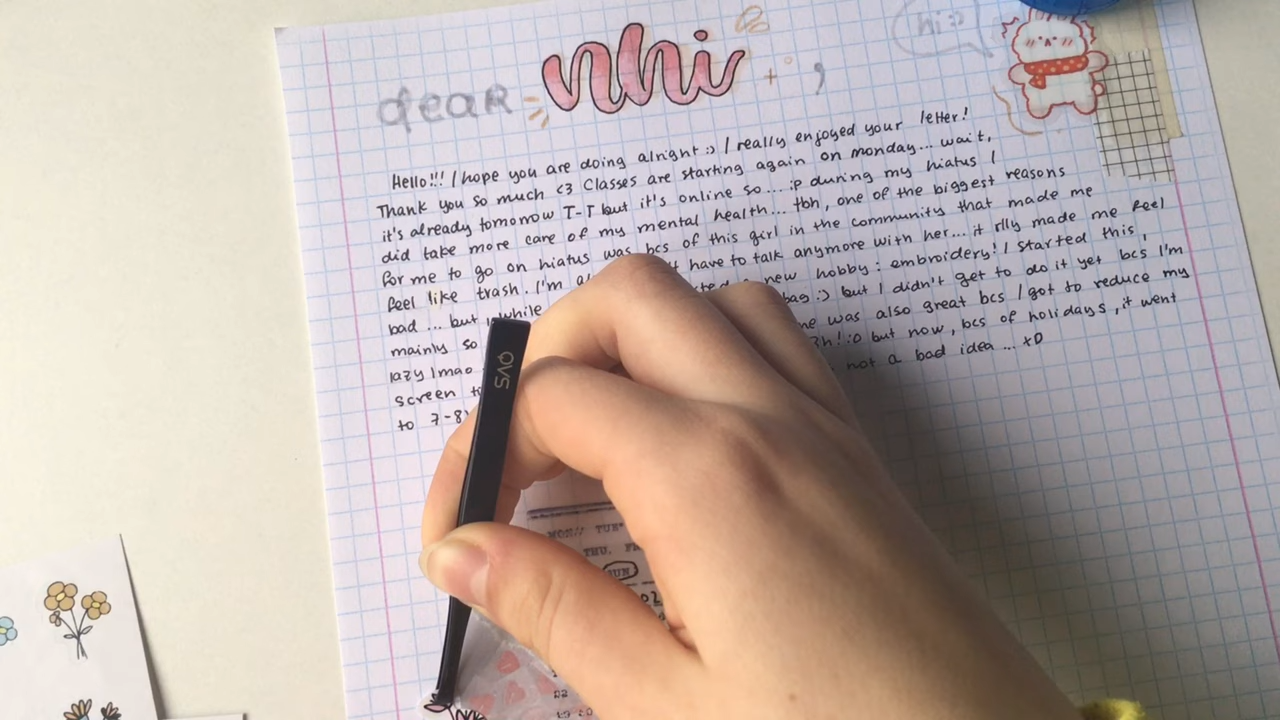 hi :)
dear nhi ,
Hello!!! I hope you are doing alright :) I really enjoyed your letter!
Thank you so much <3 Classes are starting again on monday... wait,
it's already tomorrow T-T but it's online so... :p during my hiatus I
did take more care of my mental health... tbh, one of the biggest reasons
for me to go on hiatus was bcs of this girl in the community that made me
feel like trash. I'm have to talk anymore with her... it rlly made me feel
bad ... but while new hobby : embroidery! I started this,
mainly so bag :) but I didn't get to do it yet bcs I'm
lazy lmao was also great bcs I got to reduce my
screen :o but now, bcs of holidays, it went
to 7-8 not a bad idea ... xD
QVS
MON// TUE
THU.